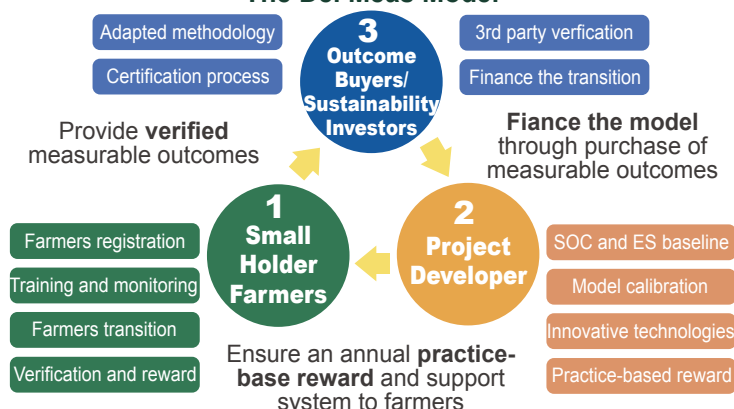 Adapted methodology
Certification process
3
Outcome
Buyers/
Sustainability
Investors
3rd party verfication
Finance the transition
Provide verified
measurable outcomes
Fiance the model
through purchase of
measurable outcomes
1
Small
Holder
Farmers
2
Project
Developer
Farmers registration
Training and monitoring
Farmers transition
Verification and reward
SOC and ES baseline
Model calibration
Innovative technologies
Practice-based reward
Ensure an annual practice-
base reward and support
system to farmers